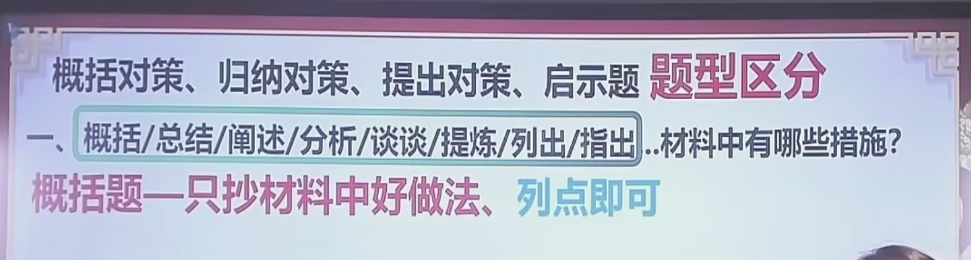 概括对策、归纳对策、提出对策、启示题 题型区分
一、概括/总结/阐述/分析/谈谈/提炼/列出/指出..材料中有哪些措施?
概括题—只抄材料中好做法、列点即可